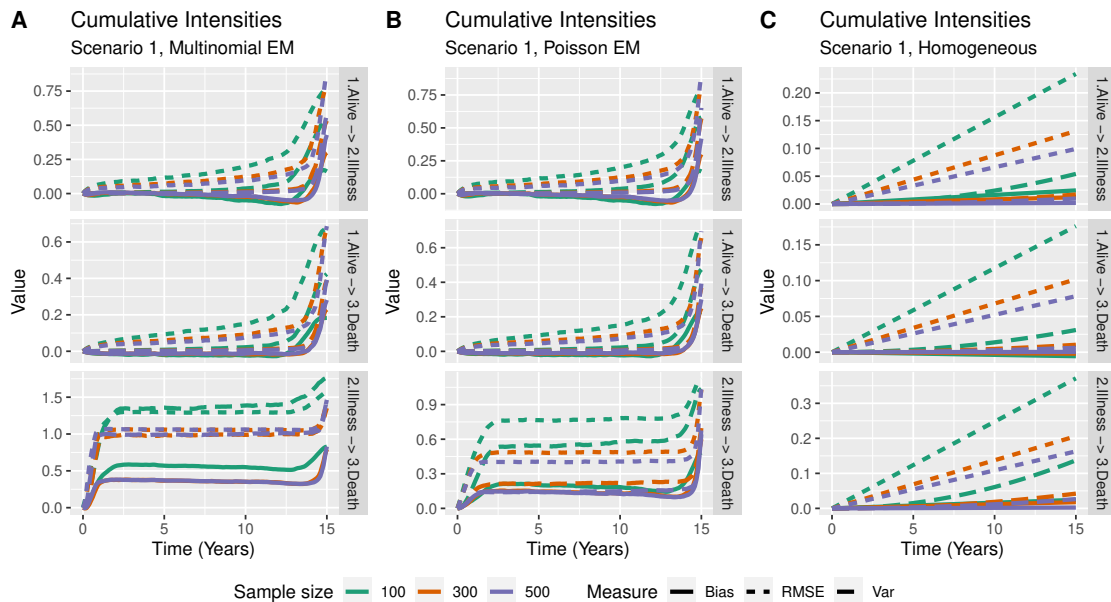 A
Cumulative Intensities
Scenario 1, Multinomial EM
Value
0.75
0.50
0.25
0.00
1.Alive −> 2.Illness
0.6
0.4
0.2
0.0
1.Alive −> 3.Death
1.5
1.0
0.5
0.0
2.Illness −> 3.Death
0 5 10 15
Time (Years)
B
Cumulative Intensities
Scenario 1, Poisson EM
Value
0.75
0.50
0.25
0.00
1.Alive −> 2.Illness
0.6
0.4
0.2
0.0
1.Alive −> 3.Death
0.9
0.6
0.3
0.0
2.Illness −> 3.Death
0 5 10 15
Time (Years)
C
Cumulative Intensities
Scenario 1, Homogeneous
Value
0.20
0.15
0.10
0.05
0.00
1.Alive −> 2.Illness
0.15
0.10
0.05
0.00
1.Alive −> 3.Death
0.3
0.2
0.1
0.0
2.Illness −> 3.Death
0 5 10 15
Time (Years)
Sample size 100 300 500 Measure Bias RMSE Var